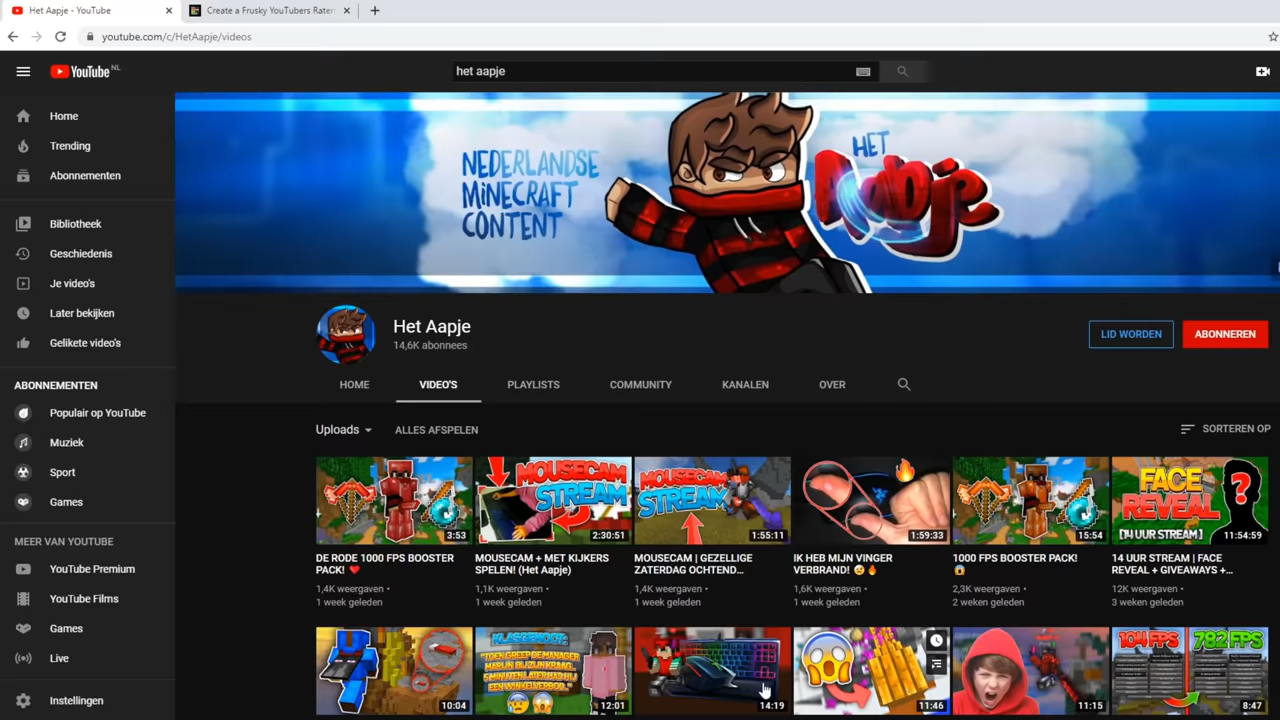 Het Aapje - YouTube
Create a Frusky YouTubers Raten
youtube.com/c/HetAapje/videos
YouTube NL
het aapje
Home
Trending
Abonnementen
Bibliotheek
Geschiedenis
Je video's
Later bekijken
Gelikete video's
ABONNEMENTEN
Populair op YouTube
Muziek
Sport
Games
MEER VAN YOUTUBE
YouTube Premium
YouTube Films
Games
Live
Instellingen
NEDERLANDSE
MINECRAFT
CONTENT
HET
Aapje
Het Aapje
14,6K abonnees
LID WORDEN
ABONNEREN
HOME
VIDEO'S
PLAYLISTS
COMMUNITY
KANALEN
OVER
Uploads
ALLES AFSPELEN
SORTEREN OP
3:53
DE RODE 1000 FPS BOOSTER
PACK! ❤️
1,4K weergaven •
1 week geleden
MOUSECAM
STREAM
2:30:51
MOUSECAM + MET KIJKERS
SPELEN! (Het Aapje)
1,1K weergaven •
1 week geleden
MOUSECAM
STREAM
1:55:11
MOUSECAM | GEZELLIGE
ZATERDAG OCHTEND...
1,4K weergaven •
1 week geleden
1:59:33
IK HEB MIJN VINGER
VERBRAND! 🤕🔥
1,6K weergaven •
1 week geleden
15:54
1000 FPS BOOSTER PACK!
😱
2,3K weergaven •
2 weken geleden
FACE
REVEAL
[14 UUR STREAM]
?
11:54:59
14 UUR STREAM | FACE
REVEAL + GIVEAWAYS +...
12K weergaven •
3 weken geleden
10:04
KLASGENOOT:
"TOEN GREEP DE MANAGER
MARIJN BIJ ZIJN KRAAG.
12:01
14:19
11:46
11:15
104 FPS
782 FPS
8:47